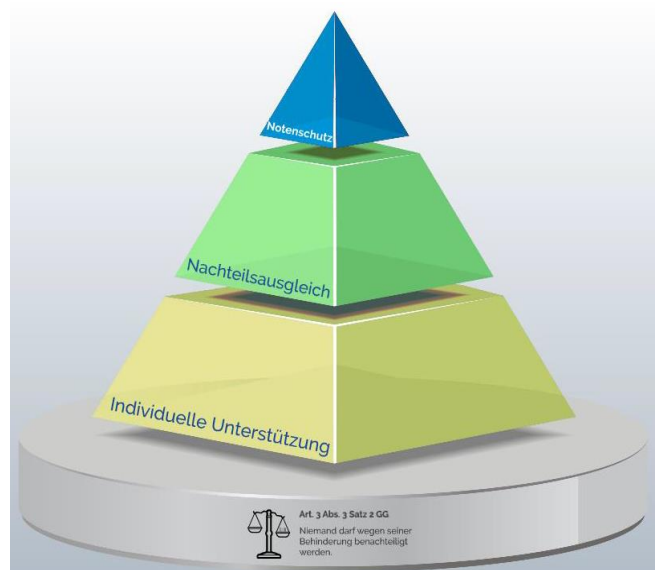 Notenschutz
Nachteilsausgleich
Individuelle Unterstützung
Art. 3 Abs. 3 Satz 2 GG
Niemand darf wegen seiner
Behinderung benachteiligt
werden.